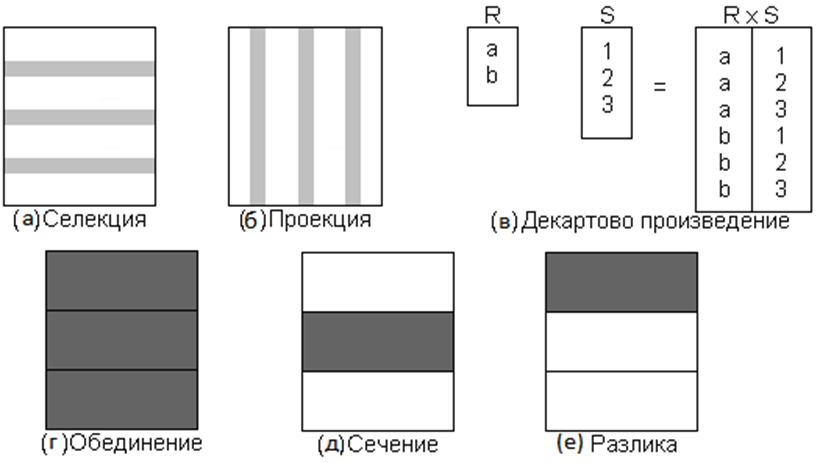 R S R x S
a 1 a 1
b 2 a 2
3 = a 3
b 1
b 2
b 3
(а)Селекция (б)Проекция (в)Декартово произведение
(г)Обединение (д)Сечение (е) Разлика